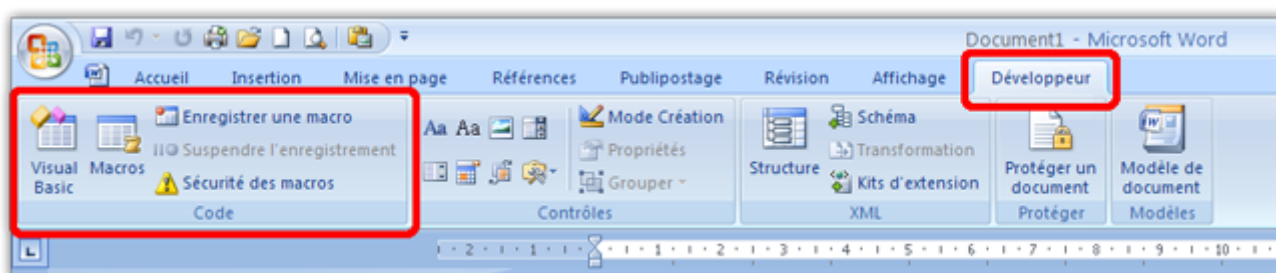 Document1 - Microsoft Word
Accueil Insertion Mise en page Références Publipostage Révision Affichage Développeur
Visual Basic
Macros
Enregistrer une macro
Suspendre l'enregistrement
Sécurité des macros
Code
Aa Aa
Mode Création
Propriétés
Grouper
Contrôles
Structure
Schéma
Transformation
Kits d'extension
XML
Protéger un
document
Protéger
Modèle de
document
Modèles
L
2 1 1 2 3 4 5 6 7 8 9 10